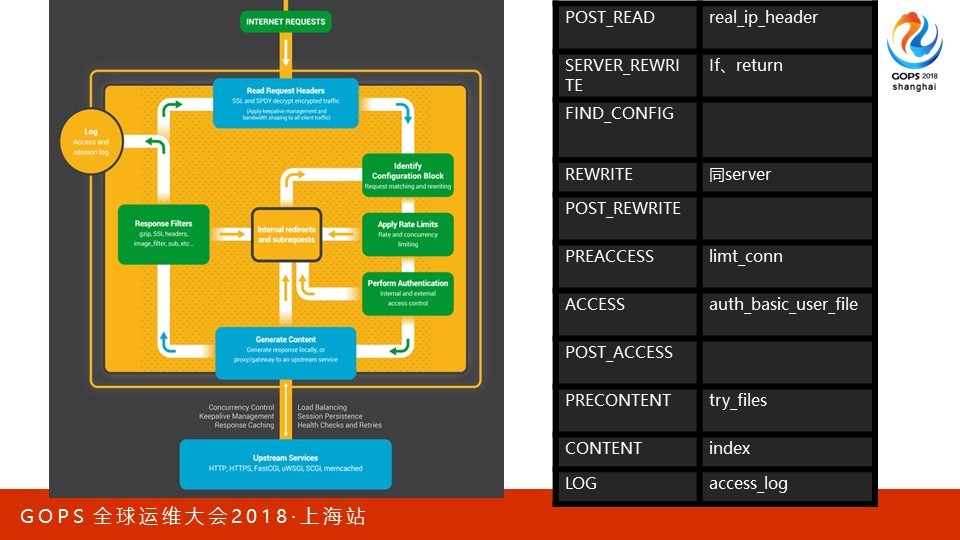 INTERNET REQUESTS
Read Request Headers
SSL and SPDY decrypt encrypted traffic
(Apply keepalive management and
bandwidth shaping to all client traffic)
Log
Access and
session log
Identify
Configuration Block
Request matching and rewriting
Response Filters
gzip, SSI, headers,
image_filter, sub, etc...
Internal redirects
and subrequests
Apply Rate Limits
Rate and concurrency
limiting
Perform Authentication
Internal and external
access control
Generate Content
Generate response locally, or
proxy/gateway to an upstream service
Concurrency Control
Keepalive Management
Response Caching
Load Balancing
Session Persistence
Health Checks and Retries
Upstream Services
HTTP, HTTPS, FastCGI, uWSGI, SCGI, memcached
POST_READ real_ip_header
SERVER_REWRI If、return
TE
FIND_CONFIG
REWRITE 同server
POST_REWRITE
PREACCESS limt_conn
ACCESS auth_basic_user_file
POST_ACCESS
PRECONTENT try_files
CONTENT index
LOG access_log
GOPS 2018
shanghai
GOPS 全球运维大会2018·上海站